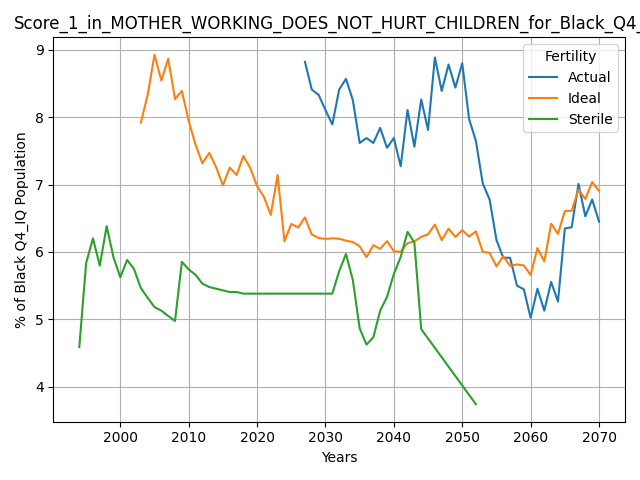 Score_1_in_MOTHER_WORKING_DOES_NOT_HURT_CHILDREN_for_Black_Q4_
Fertility
Actual
Ideal
Sterile
% of Black Q4_IQ Population
9
8
7
6
5
4
2000 2010 2020 2030 2040 2050 2060 2070
Years